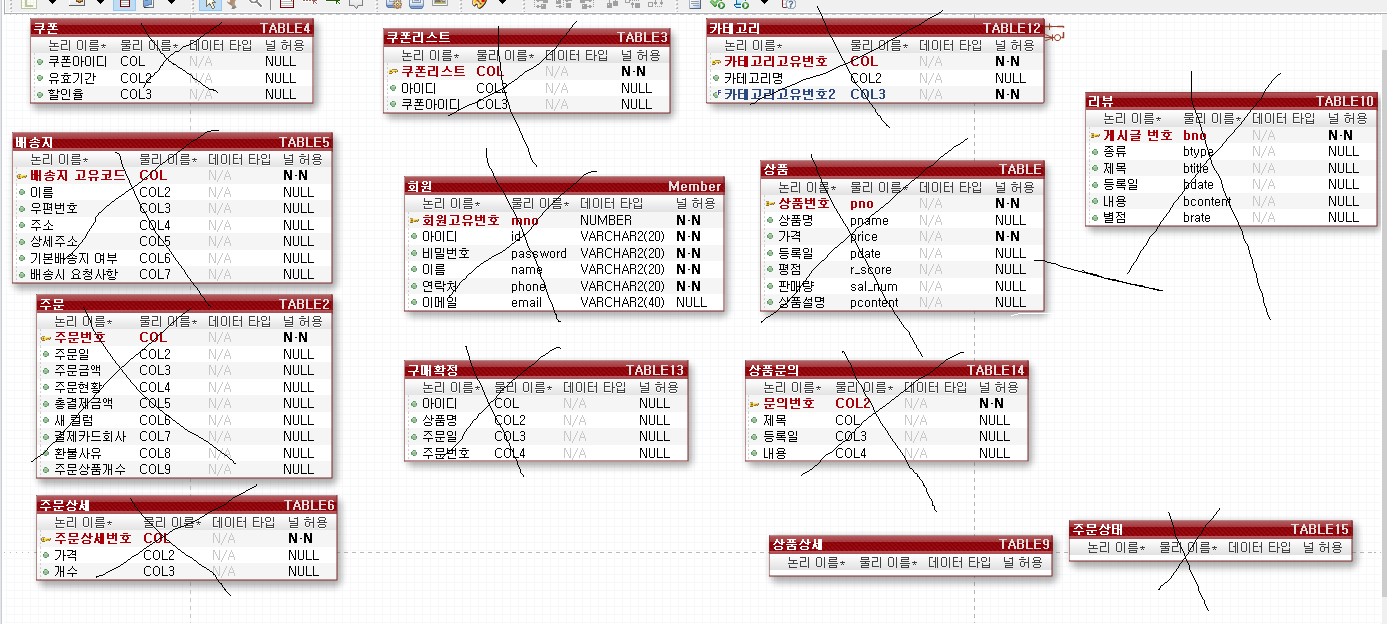 쿠폰 TABLE4
논리 이름* 물리 이름* 데이터 타입 널 허용
쿠폰아이디 COL N/A NULL
유효기간 COL2 N/A NULL
할인율 COL3 N/A NULL
쿠폰리스트 TABLE3
논리 이름* 물리 이름* 데이터 타입 널 허용
쿠폰리스트 COL N/A N-N
아이디 COL2 N/A NULL
쿠폰아이디 COL3 N/A NULL
카테고리 TABLE12
논리 이름* 물리 이름* 데이터 타입 널 허용
카테고리고유번호 COL N/A N-N
카테고리명 COL2 N/A NULL
카테고리고유번호2 COL3 N/A N-N
리뷰 TABLE10
논리 이름* 물리 이름* 데이터 타입 널 허용
게시글 번호 bno N/A N-N
종류 btype N/A NULL
제목 btitle N/A NULL
등록일 bdate N/A NULL
내용 bcontent N/A NULL
별점 brate N/A NULL
배송지 TABLE5
논리 이름* 물리 이름* 데이터 타입 널 허용
배송지 고유코드 COL N/A N-N
이름 COL2 N/A NULL
우편번호 COL3 N/A NULL
주소 COL4 N/A NULL
상세주소 COL5 N/A NULL
기본배송지 여부 COL6 N/A NULL
배송시 요청사항 COL7 N/A NULL
회원 Member
논리 이름* 물리 이름* 데이터 타입 널 허용
회원고유번호 mno NUMBER N-N
아이디 id VARCHAR2(20) N-N
비밀번호 password VARCHAR2(20) N-N
이름 name VARCHAR2(20) N-N
연락처 phone VARCHAR2(20) N-N
이메일 email VARCHAR2(40) NULL
상품 TABLE
논리 이름* 물리 이름* 데이터 타입 널 허용
상품번호 pno N/A N-N
상품명 pname N/A NULL
가격 price N/A N-N
등록일 pdate N/A NULL
평점 r_score N/A NULL
판매량 sal_num N/A NULL
상품설명 pcontent N/A NULL
주문 TABLE2
논리 이름* 물리 이름* 데이터 타입 널 허용
주문번호 COL N/A N-N
주문일 COL2 N/A NULL
주문금액 COL3 N/A NULL
주문현황 COL4 N/A NULL
총결제금액 COL5 N/A NULL
새 컬럼 COL6 N/A NULL
결제카드회사 COL7 N/A NULL
환불사유 COL8 N/A NULL
주문상품개수 COL9 N/A NULL
구매확정 TABLE13
논리 이름* 물리 이름* 데이터 타입 널 허용
아이디 COL N/A NULL
상품명 COL2 N/A NULL
주문일 COL3 N/A NULL
주문번호 COL4 N/A NULL
상품문의 TABLE14
논리 이름* 물리 이름* 데이터 타입 널 허용
문의번호 COL2 N/A N-N
제목 COL N/A NULL
등록일 COL3 N/A NULL
내용 COL4 N/A NULL
주문상세 TABLE6
논리 이름* 물리 이름* 데이터 타입 널 허용
주문상세번호 COL N/A N-N
가격 COL2 N/A NULL
개수 COL3 N/A NULL
상품상세 TABLE9
논리 이름* 물리 이름* 데이터 타입 널 허용
주문상태 TABLE15
논리 이름* 물리 이름* 데이터 타입 널 허용